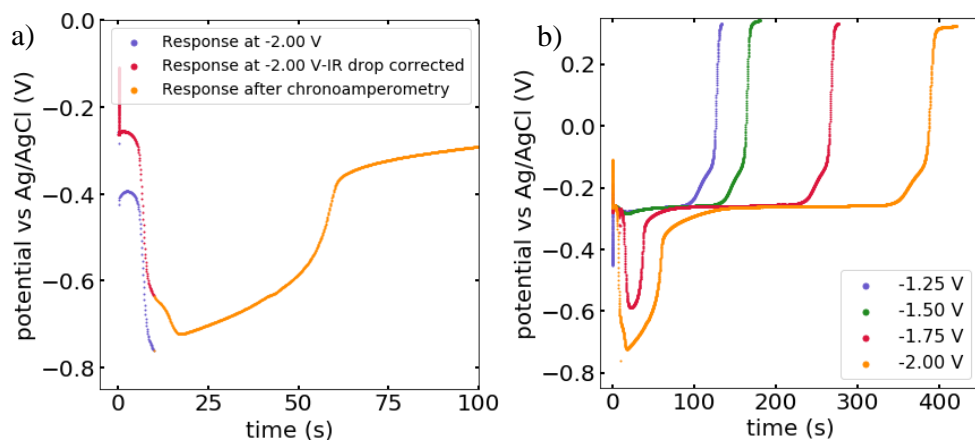 a)
0.0
−0.2
−0.4
−0.6
−0.8
potential vs Ag/AgCl (V)
Response at -2.00 V
Response at -2.00 V-IR drop corrected
Response after chronoamperometry
0
25
50
75
100
time (s)
b)
0.2
0.0
−0.2
−0.4
−0.6
−0.8
potential vs Ag/AgCl (V)
-1.25 V
-1.50 V
-1.75 V
-2.00 V
0
100
200
300
400
time (s)